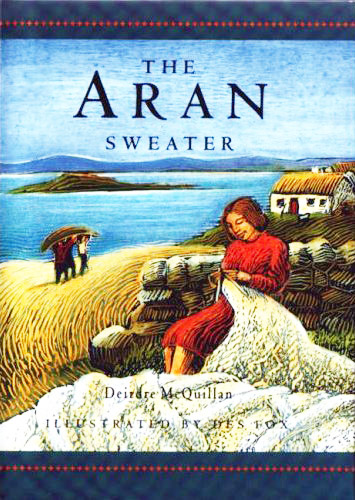 THE
ARAN
SWEATER
Deirdre McQuillan
ILLUSTRATED BY DES FOX